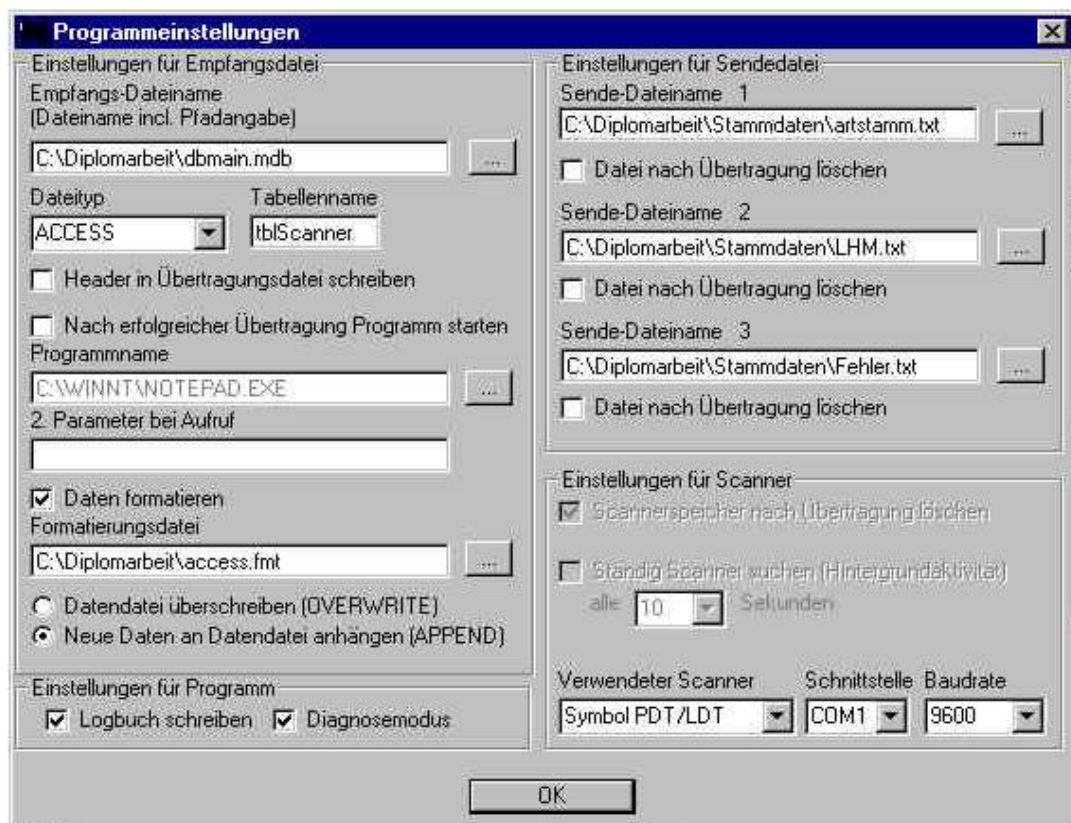 Programmeinstellungen
Einstellungen für Empfangsdatei
Empfangs-Dateiname
(Dateiname incl. Pfadangabe)
C:\Diplomarbeit\dbmain.mdb
...
Dateityp Tabellenname
ACCESS tblScanner
Header in Übertragungsdatei schreiben
Nach erfolgreicher Übertragung Programm starten
Programmname
C:\WINNT\NOTEPAD.EXE
...
2. Parameter bei Aufruf
Daten formatieren
Formatierungsdatei
C:\Diplomarbeit\access.fmt
...
Datendatei überschreiben (OVERWRITE)
Neue Daten an Datendatei anhängen (APPEND)
Einstellungen für Programm
Logbuch schreiben Diagnosemodus
Einstellungen für Sendedatei
Sende-Dateiname 1
C:\Diplomarbeit\Stammdaten\artstamm.txt
...
Datei nach Übertragung löschen
Sende-Dateiname 2
C:\Diplomarbeit\Stammdaten\LHM.txt
...
Datei nach Übertragung löschen
Sende-Dateiname 3
C:\Diplomarbeit\Stammdaten\Fehler.txt
...
Datei nach Übertragung löschen
Einstellungen für Scanner
Scannerspeicher nach Übertragung löschen
Ständig Scanner suchen (Hintergrundaktivität)
alle 10 Sekunden
Verwendeter Scanner Schnittstelle Baudrate
Symbol PDT/LDT COM1 9600
OK